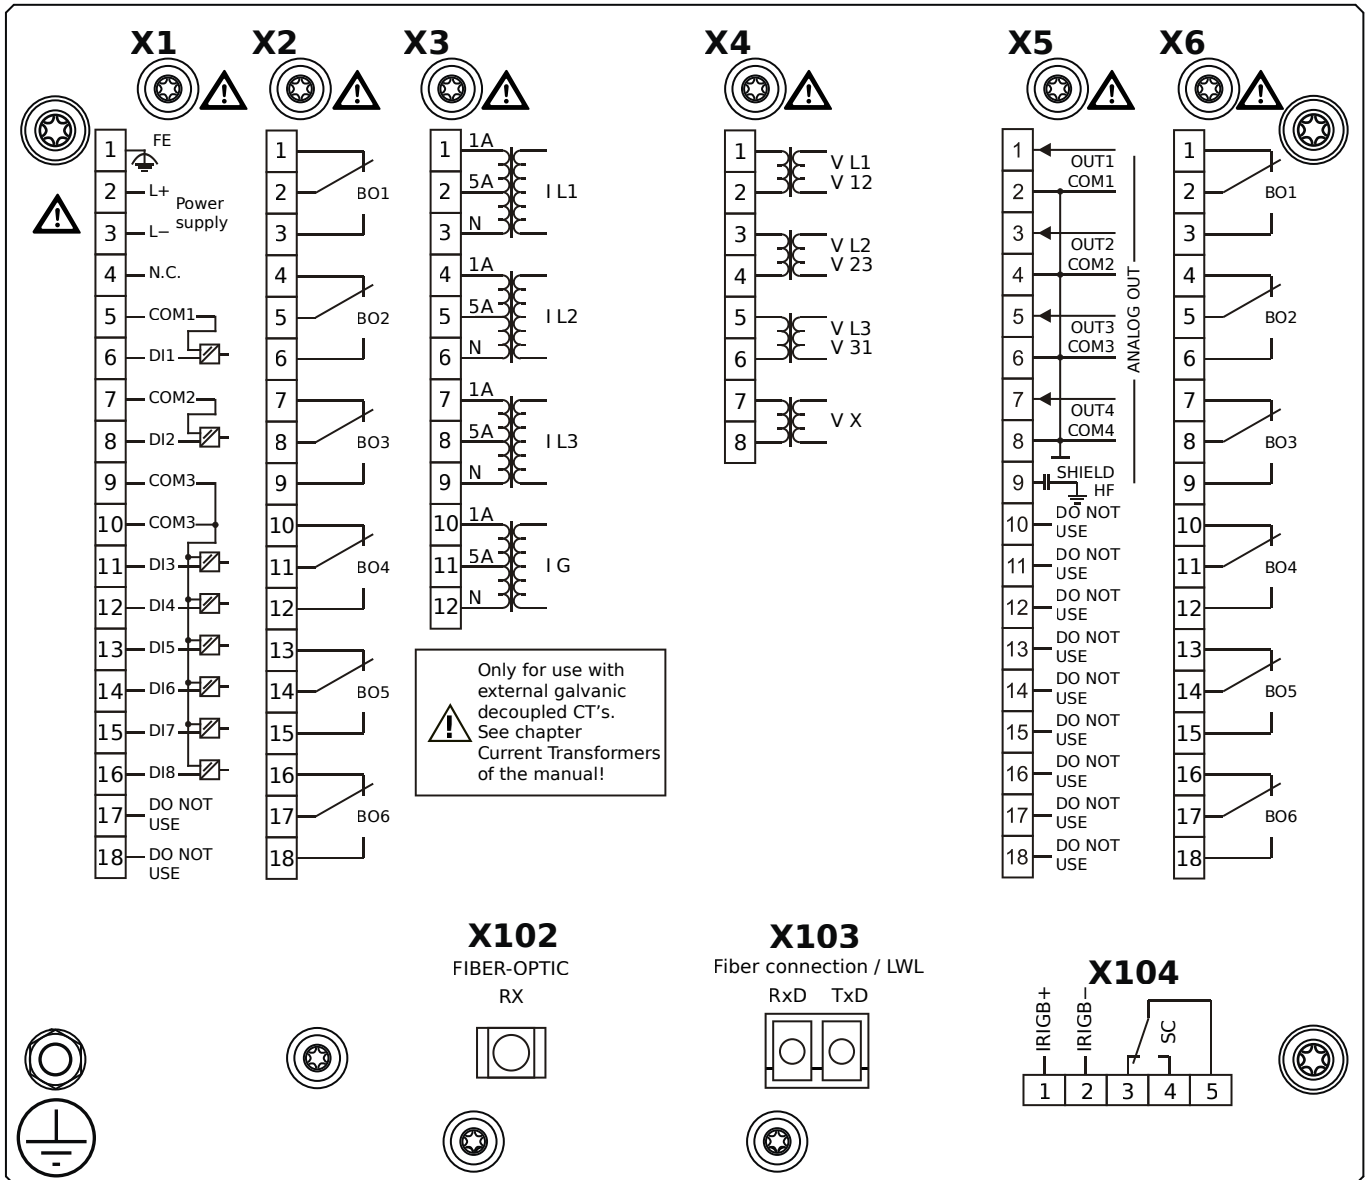 X1
X2
X3
X4
X5
X6
1 FE
2 L+
Power
supply
3 L−
4 N.C.
5 COM1
6 DI1
7 COM2
8 DI2
9 COM3
10 COM3
11 DI3
12 DI4
13 DI5
14 DI6
15 DI7
16 DI8
17 DO NOT
USE
18 DO NOT
USE
1
2 BO1
3
4
5 BO2
6
7
8 BO3
9
10
11 BO4
12
13
14 BO5
15
16
17 BO6
18
1 1A
2 5A I L1
3 N
4 1A
5 5A I L2
6 N
7 1A
8 5A I L3
9 N
10 1A
11 5A I G
12 N
Only for use with
external galvanic
decoupled CT's.
See chapter
Current Transformers
of the manual!
1 V L1
2 V 12
3 V L2
4 V 23
5 V L3
6 V 31
7 V X
8
1 OUT1
2 COM1
3 OUT2
4 COM2
5 OUT3
6 COM3
7 OUT4
8 COM4
ANALOG OUT
9 SHIELD
HF
10 DO NOT
USE
11 DO NOT
USE
12 DO NOT
USE
13 DO NOT
USE
14 DO NOT
USE
15 DO NOT
USE
16 DO NOT
USE
17 DO NOT
USE
18 DO NOT
USE
1
2 BO1
3
4
5 BO2
6
7
8 BO3
9
10
11 BO4
12
13
14 BO5
15
16
17 BO6
18
X102
FIBER-OPTIC
RX
X103
Fiber connection / LWL
RxD TxD
X104
IRIGB+
IRIGB−
SC
1 2 3 4 5